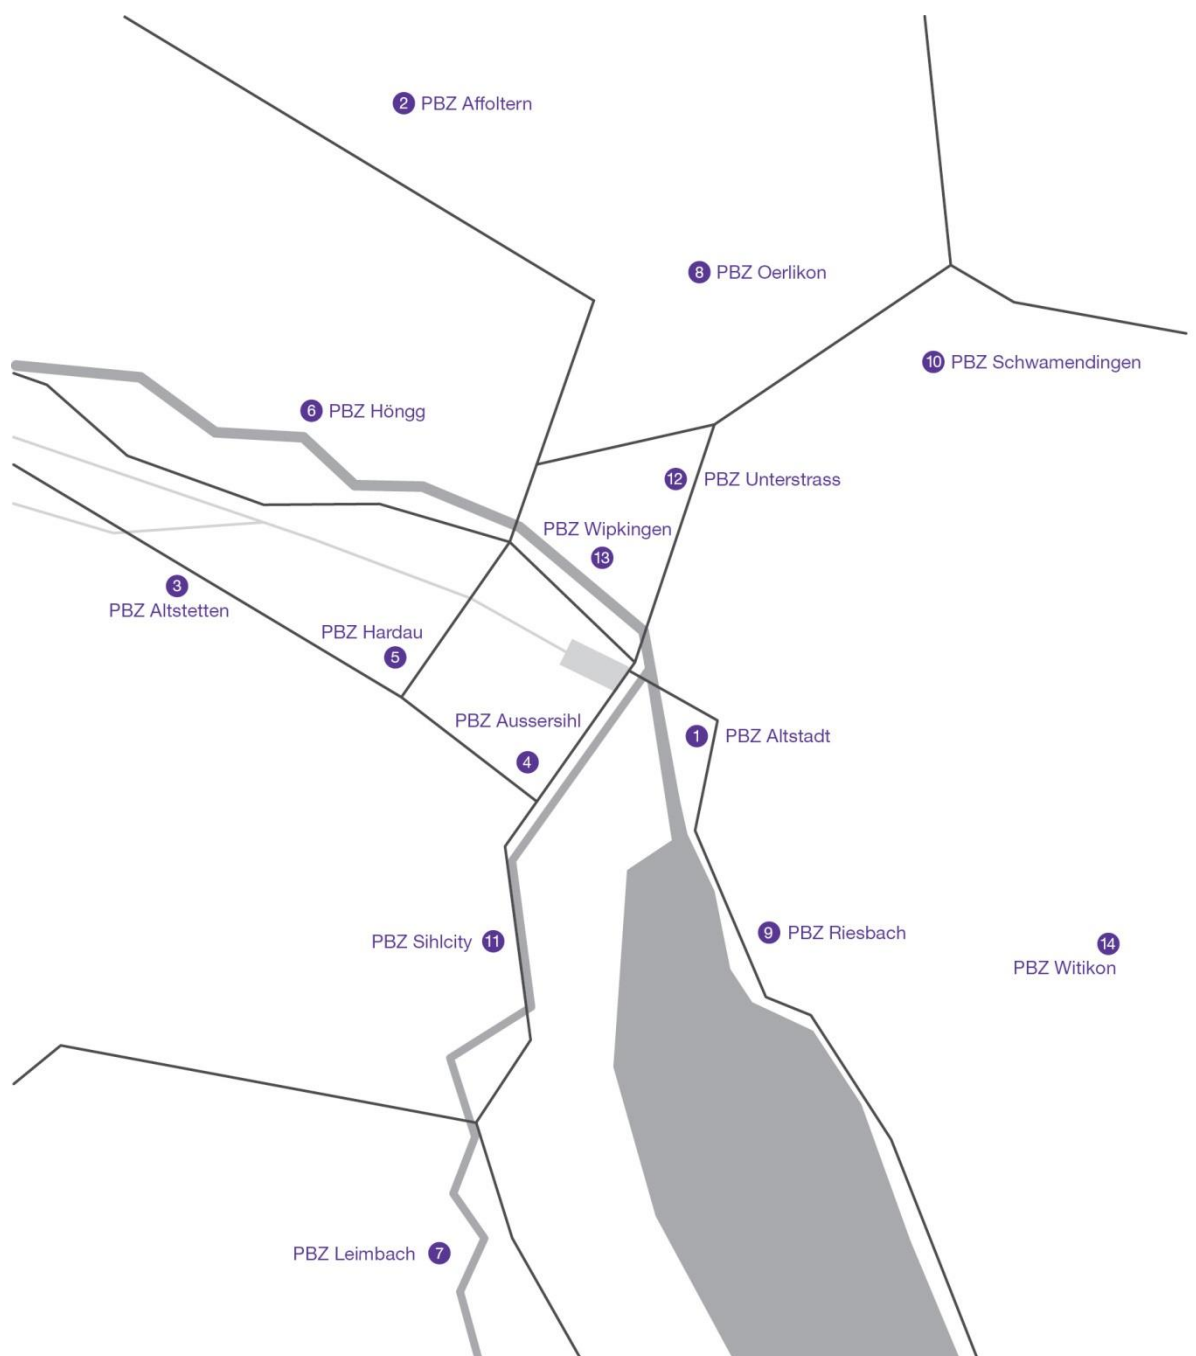 2 PBZ Affoltern
8 PBZ Oerlikon
10 PBZ Schwamendingen
6 PBZ Höngg
12 PBZ Unterstrass
PBZ Wipkingen
13
3
PBZ Altstetten
PBZ Hardau
5
PBZ Aussersihl
4
1 PBZ Altstadt
9 PBZ Riesbach
PBZ Sihlcity 11
14
PBZ Witikon
PBZ Leimbach 7